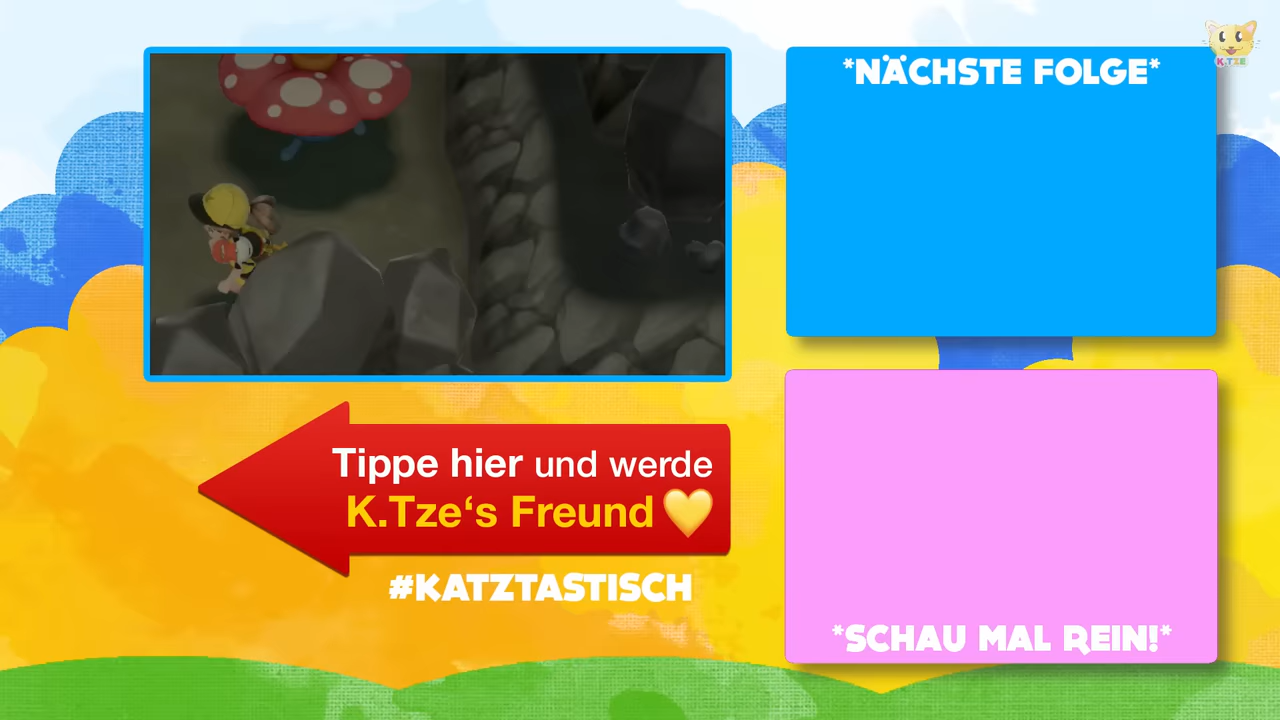 *NÄCHSTE FOLGE*
K.TZE
Tippe hier und werde
K.Tze‘s Freund 💛
#KATZTASTISCH
*SCHAU MAL REIN!*